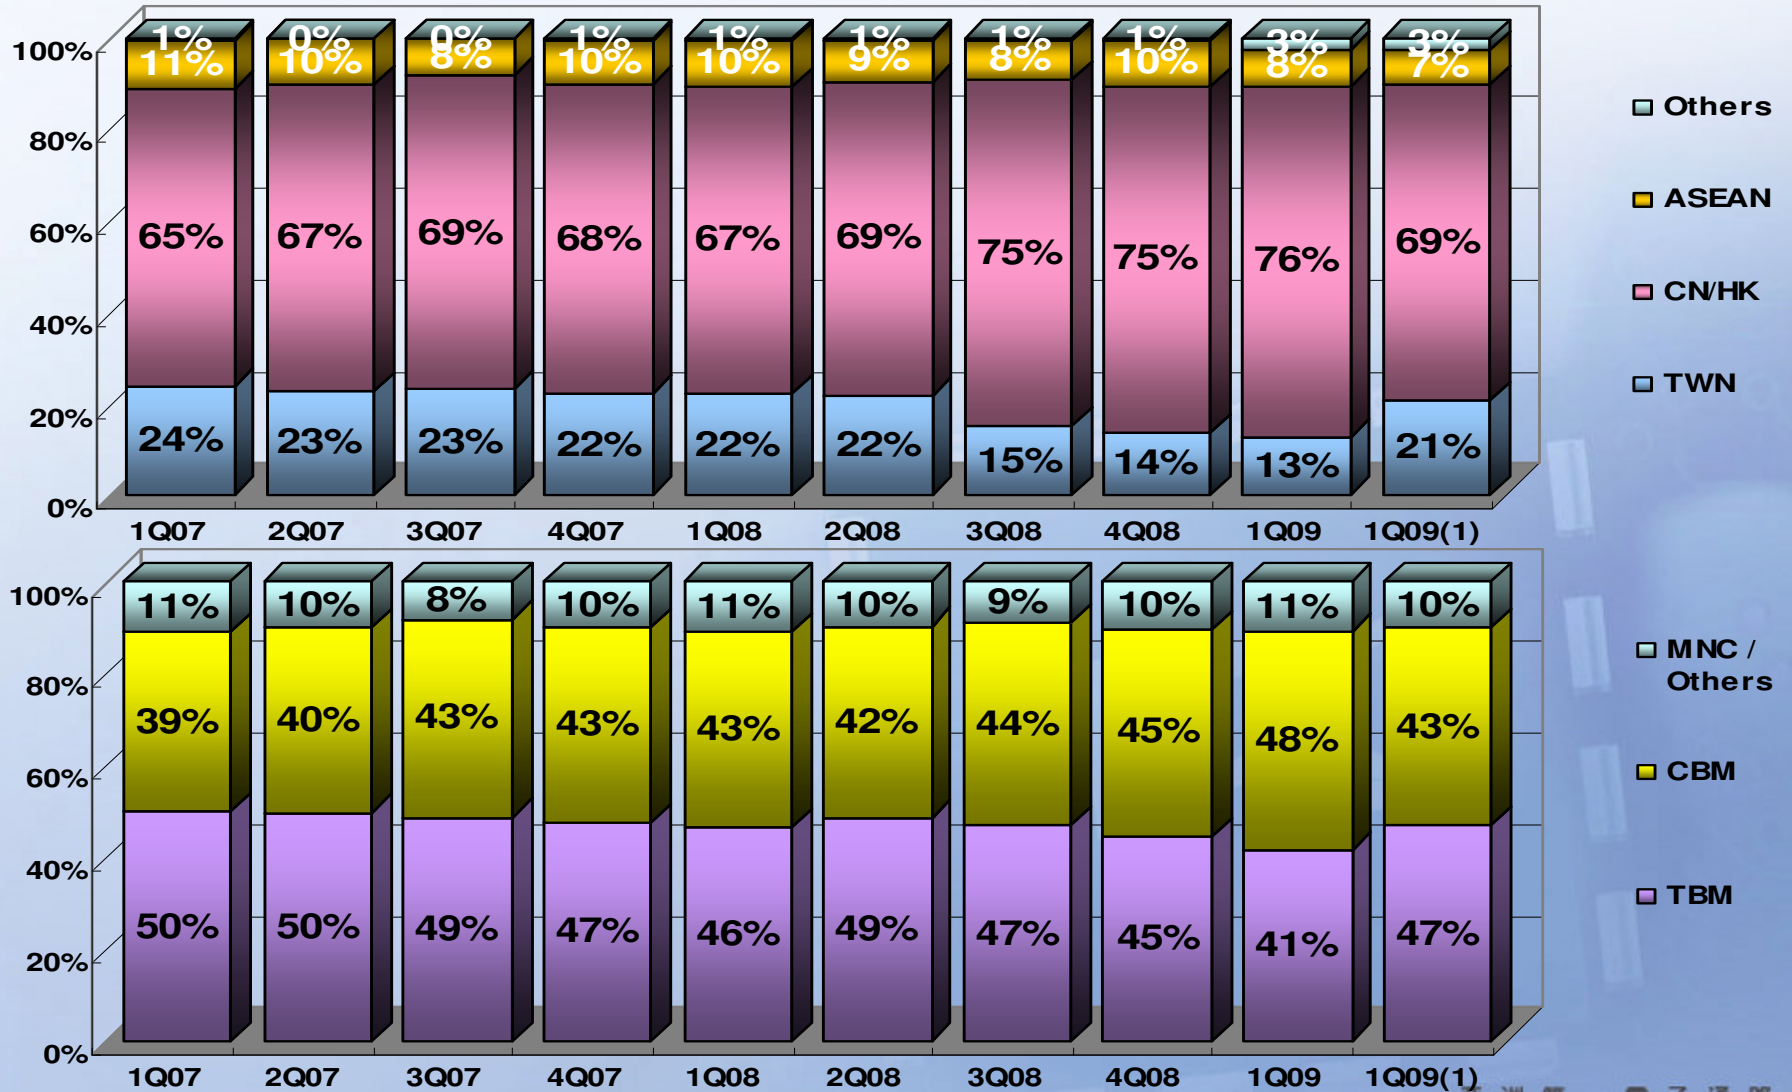 1% 0% 0% 1% 1% 1% 1% 1% 3% 3%
100%
11% 10% 8% 10% 10% 9% 8% 10% 8% 7%
Others
80%
ASEAN
60%
65% 67% 69% 68% 67% 69% 75% 75% 76% 69%
CN/HK
40%
TWN
20%
24% 23% 23% 22% 22% 22% 15% 14% 13% 21%
0%
1Q07 2Q07 3Q07 4Q07 1Q08 2Q08 3Q08 4Q08 1Q09 1Q09(1)
100%
11% 10% 8% 10% 11% 10% 9% 10% 11% 10%
MNC /
Others
80%
39% 40% 43% 43% 43% 42% 44% 45% 48% 43%
60%
CBM
40%
TBM
50% 50% 49% 47% 46% 49% 47% 45% 41% 47%
20%
0%
1Q07 2Q07 3Q07 4Q07 1Q08 2Q08 3Q08 4Q08 1Q09 1Q09(1)